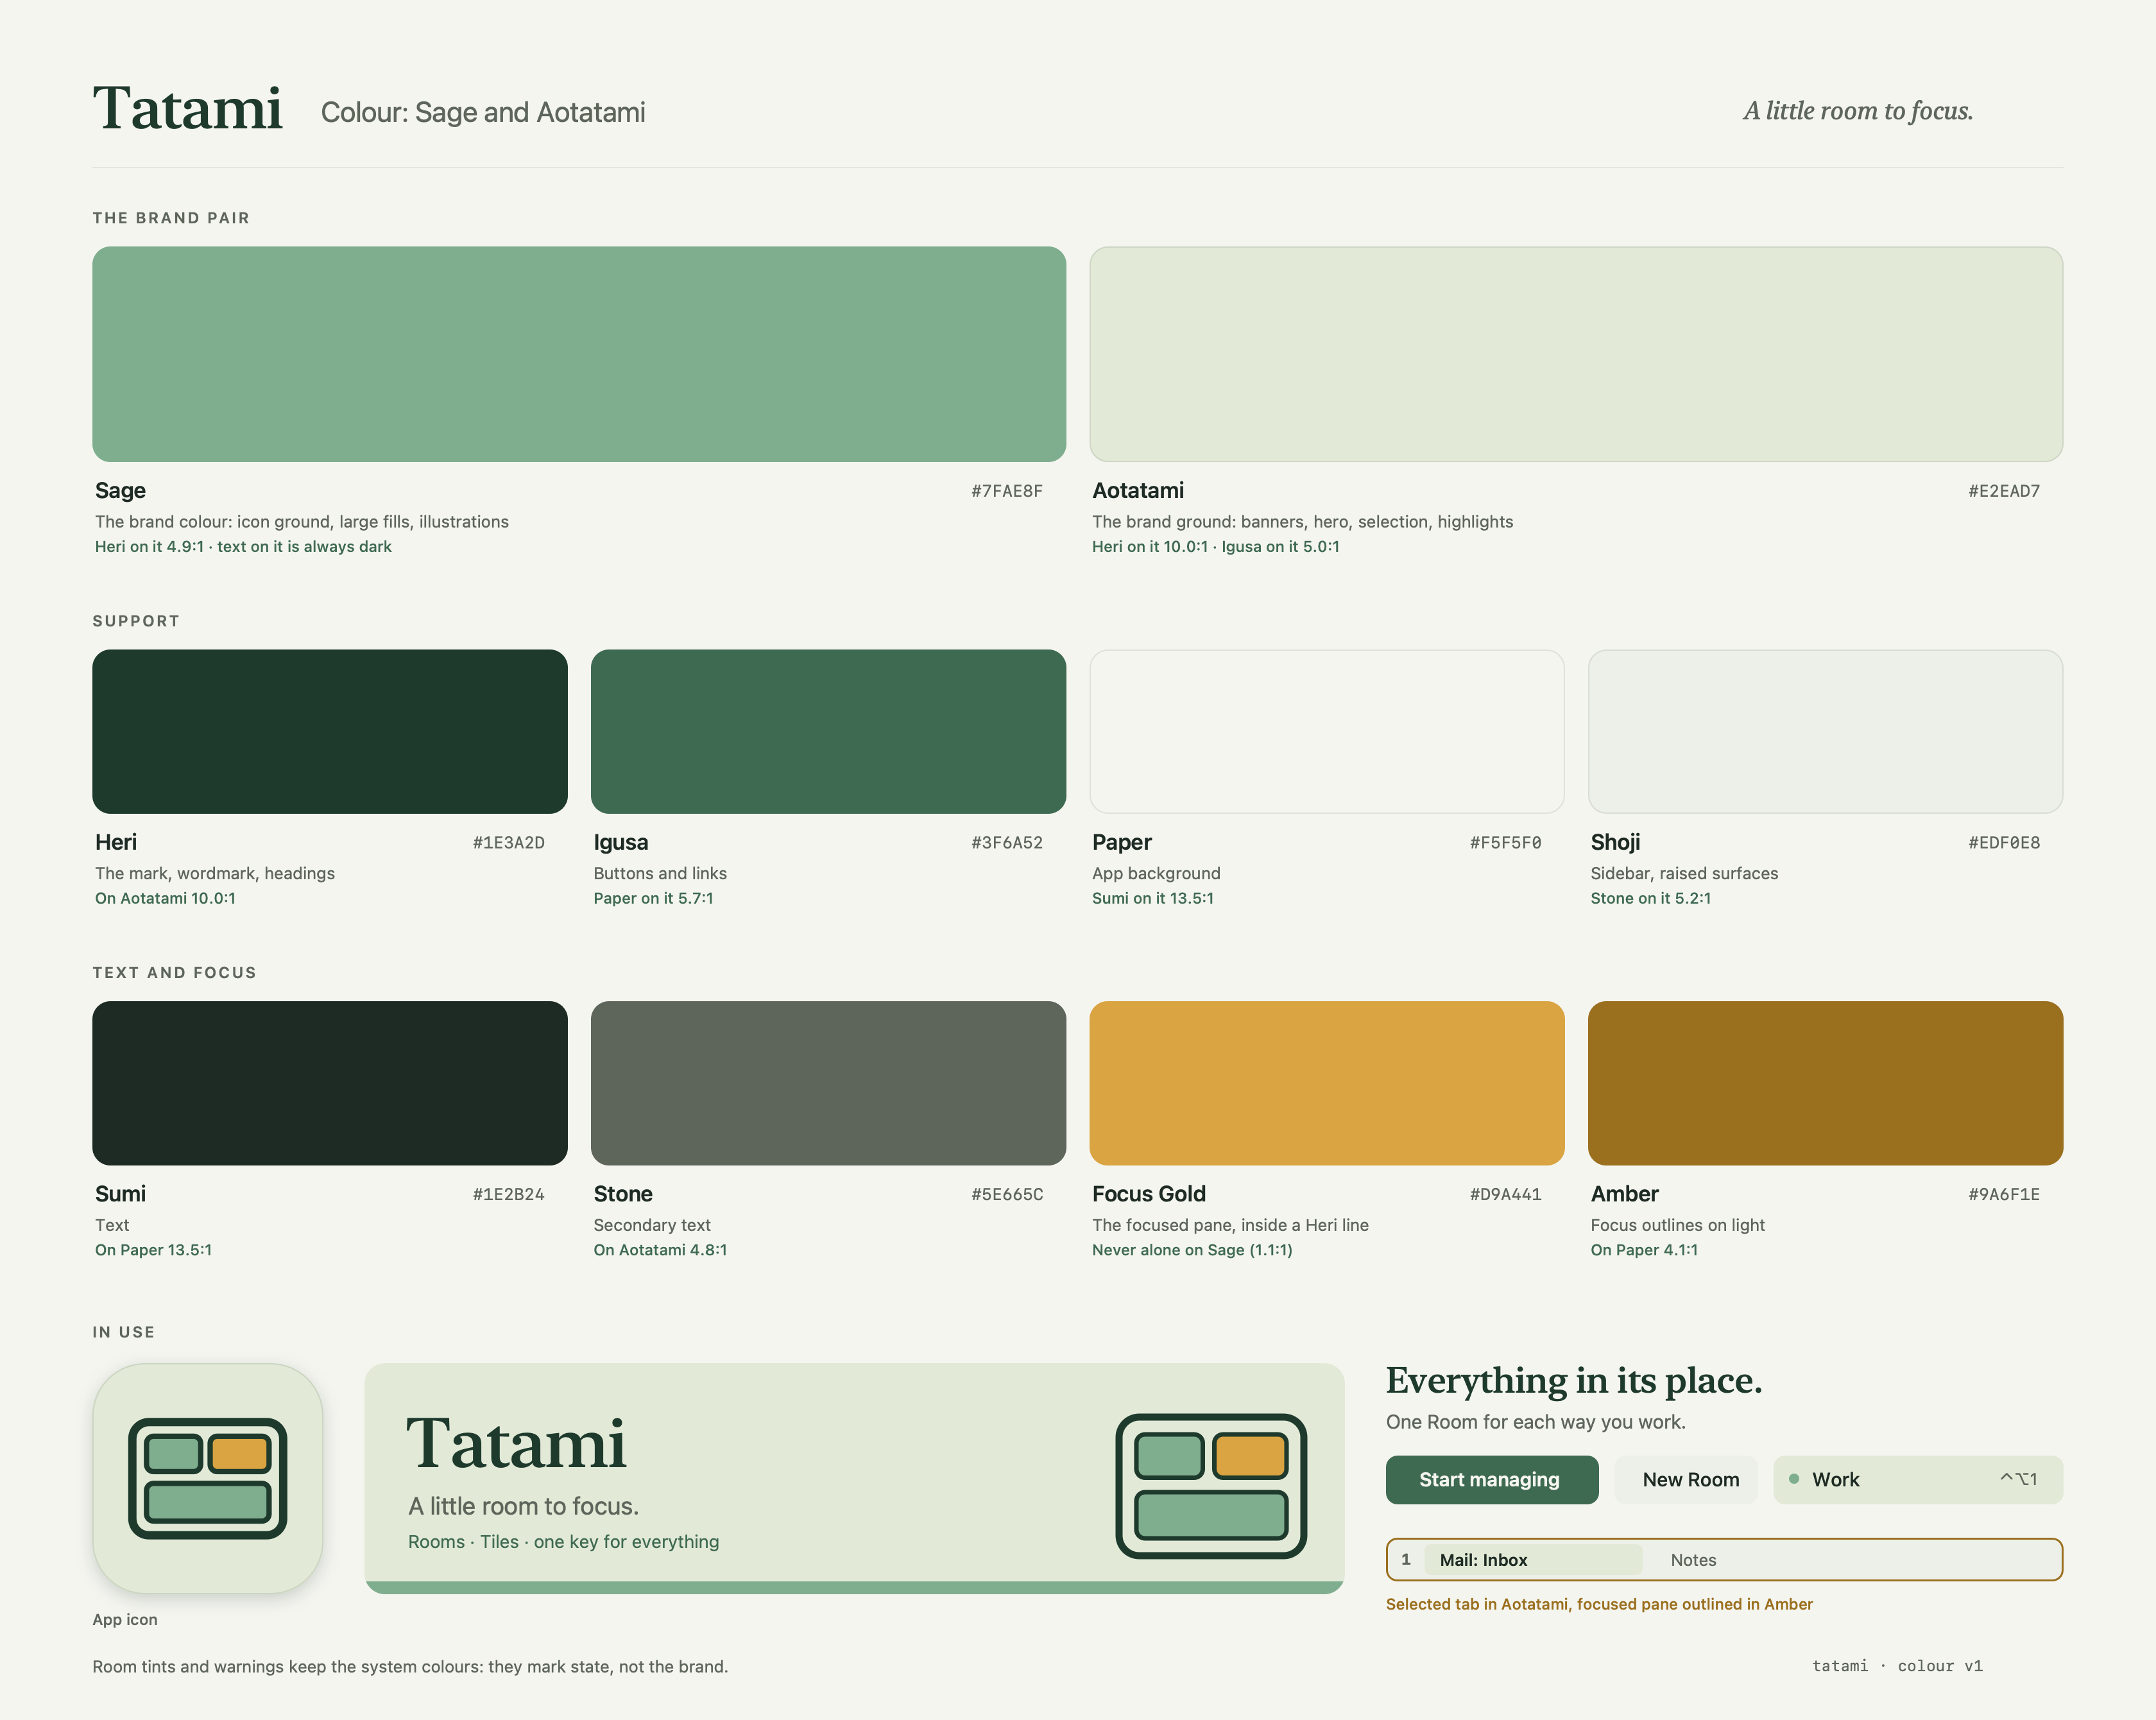 Tatami Colour: Sage and Aotatami A little room to focus.
THE BRAND PAIR
Sage #7FAE8F
The brand colour: icon ground, large fills, illustrations
Heri on it 4.9:1 · text on it is always dark
Aotatami #E2EAD7
The brand ground: banners, hero, selection, highlights
Heri on it 10.0:1 · Igusa on it 5.0:1
SUPPORT
Heri #1E3A2D
The mark, wordmark, headings
On Aotatami 10.0:1
Igusa #3F6A52
Buttons and links
Paper on it 5.7:1
Paper #F5F5F0
App background
Sumi on it 13.5:1
Shoji #EDF0E8
Sidebar, raised surfaces
Stone on it 5.2:1
TEXT AND FOCUS
Sumi #1E2B24
Text
On Paper 13.5:1
Stone #5E665C
Secondary text
On Aotatami 4.8:1
Focus Gold #D9A441
The focused pane, inside a Heri line
Never alone on Sage (1.1:1)
Amber #9A6F1E
Focus outlines on light
On Paper 4.1:1
IN USE
App icon
Tatami
A little room to focus.
Rooms · Tiles · one key for everything
Everything in its place.
One Room for each way you work.
Start managing New Room Work ^⌥1
1 Mail: Inbox Notes
Selected tab in Aotatami, focused pane outlined in Amber
Room tints and warnings keep the system colours: they mark state, not the brand.
tatami · colour v1